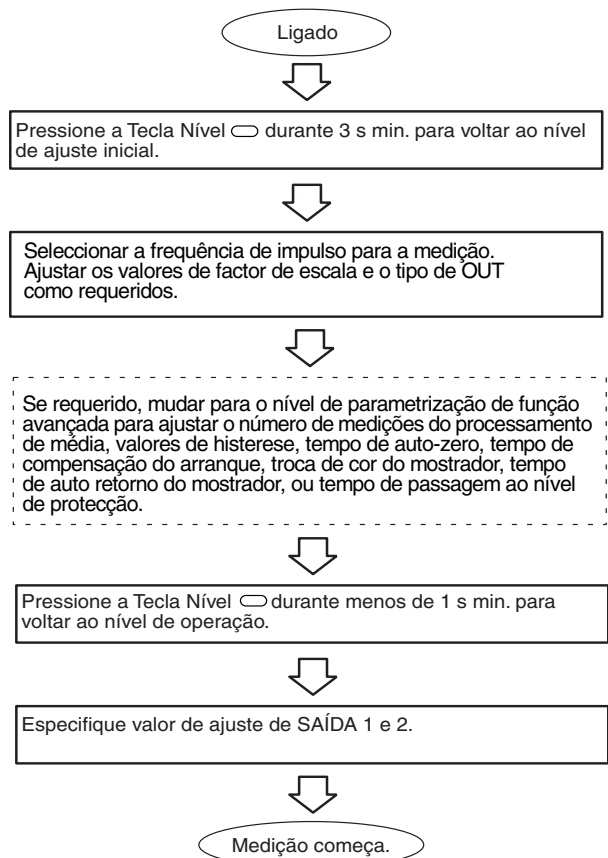 Ligado
Pressione a Tecla Nível durante 3 s min. para voltar ao nível
de ajuste inicial.
Seleccionar a frequência de impulso para a medição.
Ajustar os valores de factor de escala e o tipo de OUT
como requeridos.
Se requerido, mudar para o nível de parametrização de função
avançada para ajustar o número de medições do processamento
de média, valores de histerese, tempo de auto-zero, tempo de
compensação do arranque, troca de cor do mostrador, tempo
de auto retorno do mostrador, ou tempo de passagem ao nível
de protecção.
Pressione a Tecla Nível durante menos de 1 s min. para
voltar ao nível de operação.
Especifique valor de ajuste de SAÍDA 1 e 2.
Medição começa.